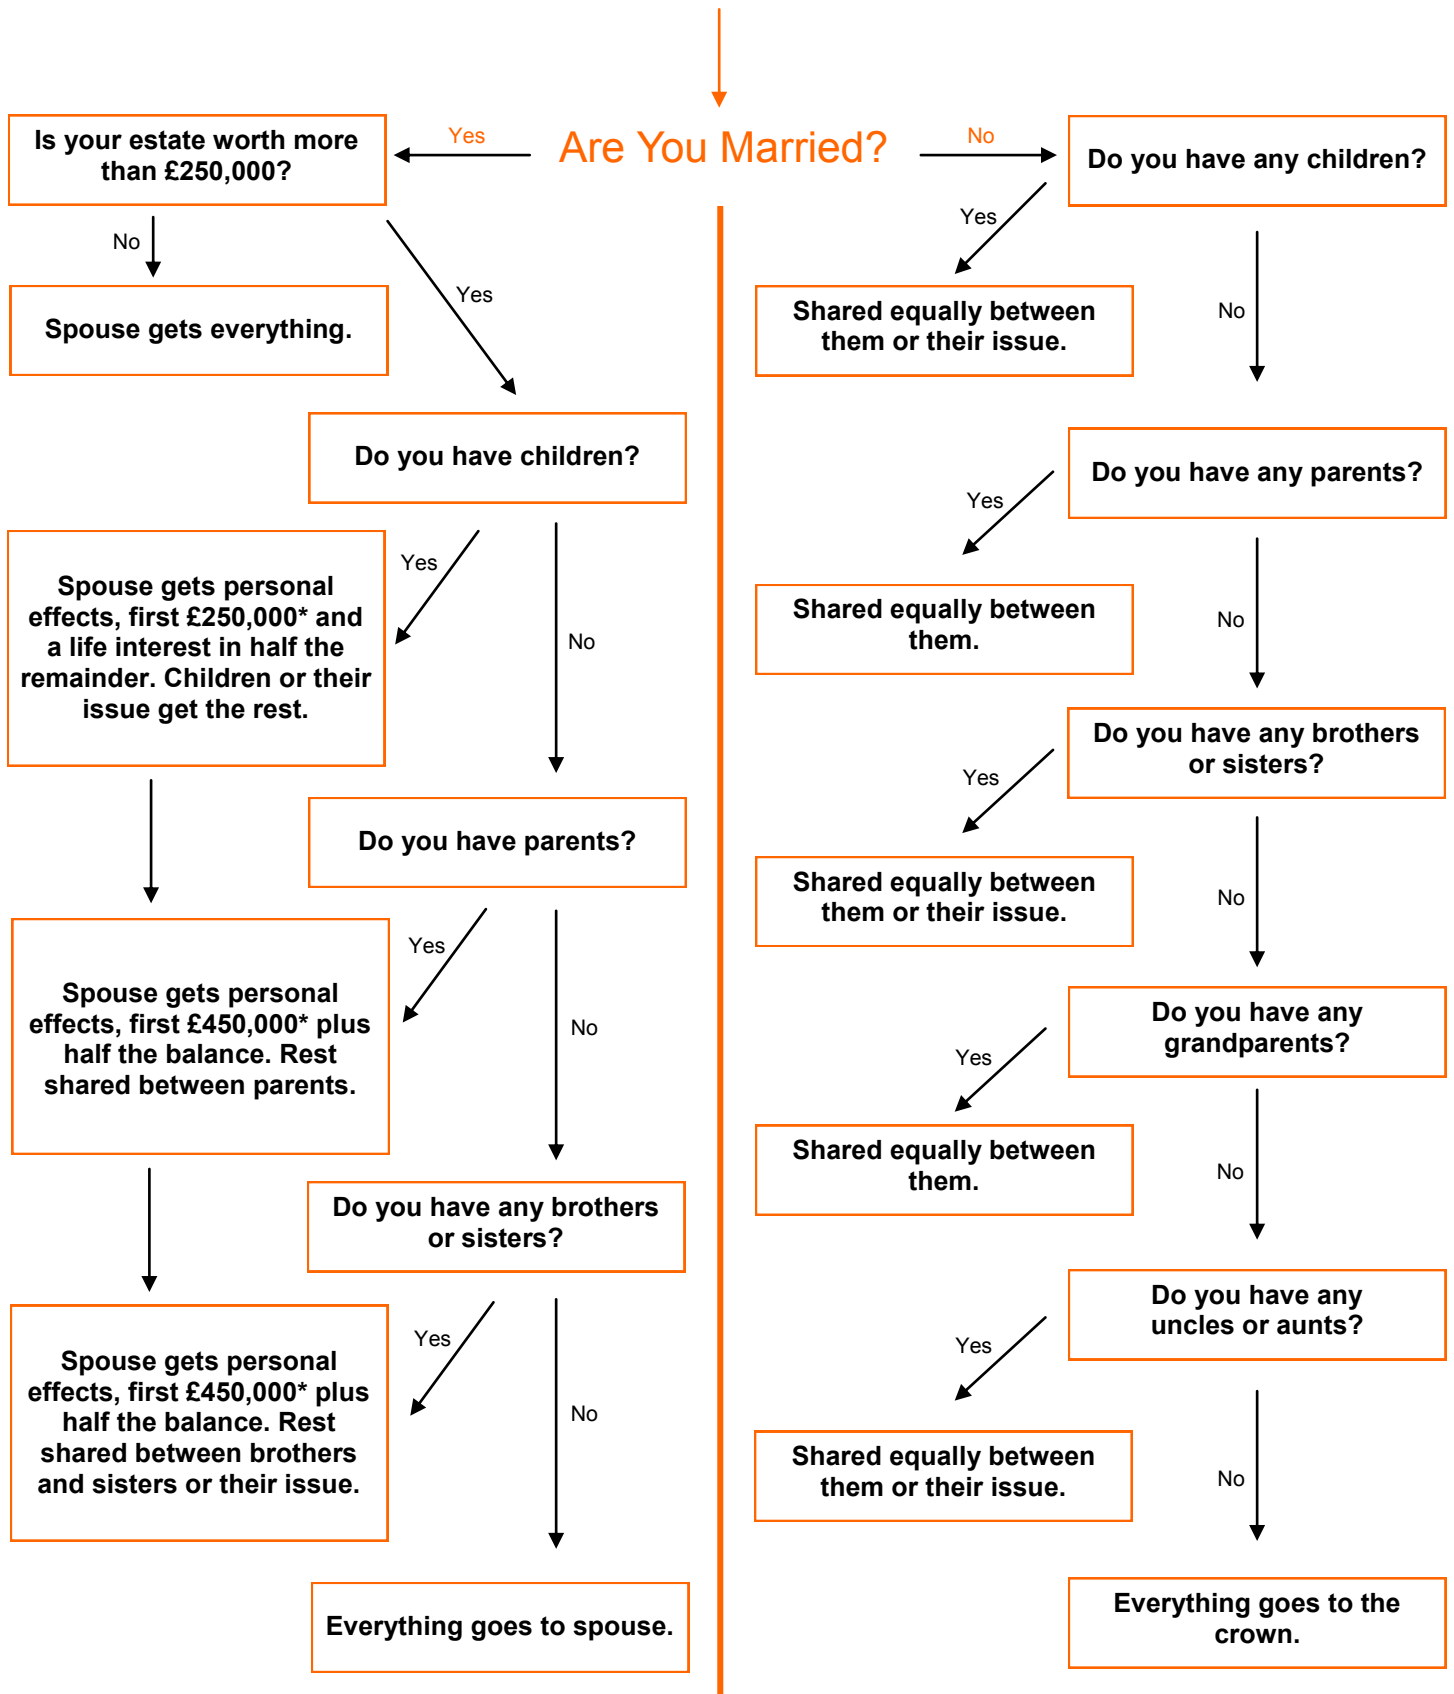 Are You Married?
Yes
No
Is your estate worth more
than £250,000?
No
Yes
Spouse gets everything.
Do you have children?
Yes
No
Spouse gets personal
effects, first £250,000* and
a life interest in half the
remainder. Children or their
issue get the rest.
Do you have parents?
Yes
No
Spouse gets personal
effects, first £450,000* plus
half the balance. Rest
shared between parents.
Do you have any brothers
or sisters?
Yes
No
Spouse gets personal
effects, first £450,000* plus
half the balance. Rest
shared between brothers
and sisters or their issue.
Everything goes to spouse.
Do you have any children?
Yes
No
Shared equally between
them or their issue.
Do you have any parents?
Yes
No
Shared equally between
them.
Do you have any brothers
or sisters?
Yes
No
Shared equally between
them or their issue.
Do you have any
grandparents?
Yes
No
Shared equally between
them.
Do you have any
uncles or aunts?
Yes
No
Shared equally between
them or their issue.
Everything goes to the
crown.